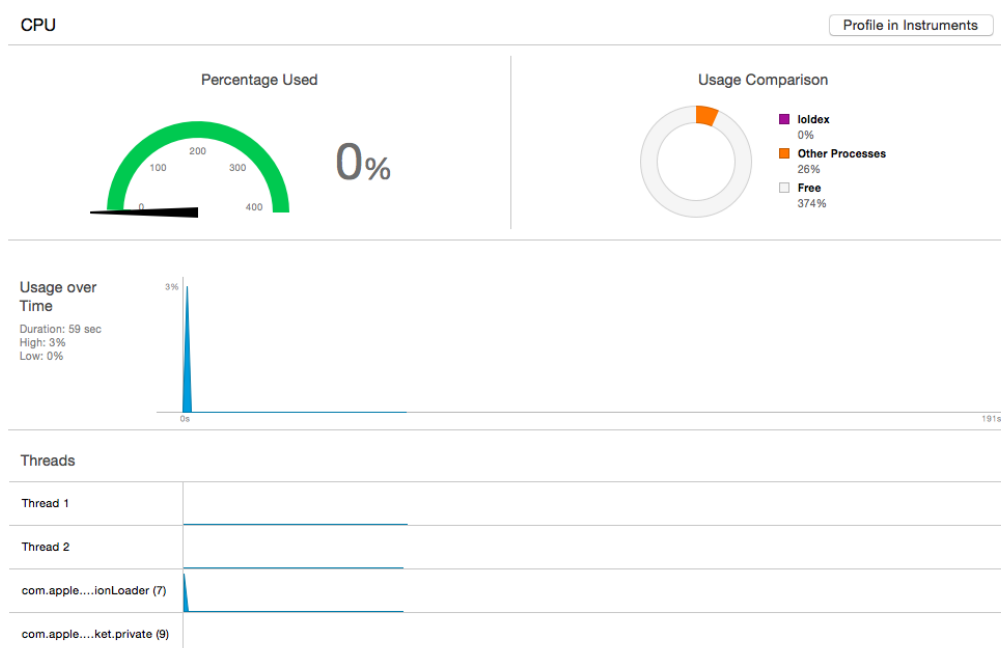 CPU
Profile in Instruments
Percentage Used
0
100
200
300
400
0%
Usage Comparison
loldex
0%
Other Processes
26%
Free
374%
Usage over
Time
Duration: 59 sec
High: 3%
Low: 0%
3%
0s
191s
Threads
Thread 1
Thread 2
com.apple....ionLoader (7)
com.apple....ket.private (9)